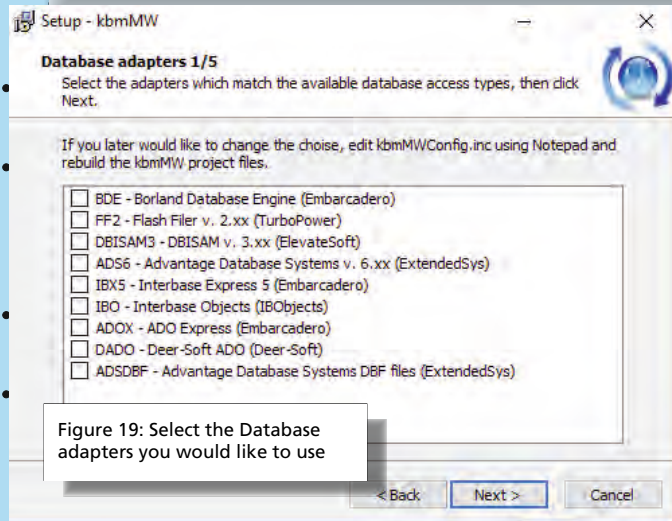 Setup - kbmMW
Database adapters 1/5
Select the adapters which match the available database access types, then click
Next.
If you later would like to change the choise, edit kbmMWConfig.inc using Notepad and
rebuild the kbmMW project files.
BDE - Borland Database Engine (Embarcadero)
FF2 - Flash Filer v. 2.xx (TurboPower)
DBISAM3 - DBISAM v. 3.xx (ElevateSoft)
ADS6 - Advantage Database Systems v. 6.xx (ExtendedSys)
IBX5 - Interbase Express 5 (Embarcadero)
IBO - Interbase Objects (IBObjects)
ADOX - ADO Express (Embarcadero)
DADO - Deer-Soft ADO (Deer-Soft)
ADSDBF - Advantage Database Systems DBF files (ExtendedSys)
Figure 19: Select the Database
adapters you would like to use
< Back Next > Cancel